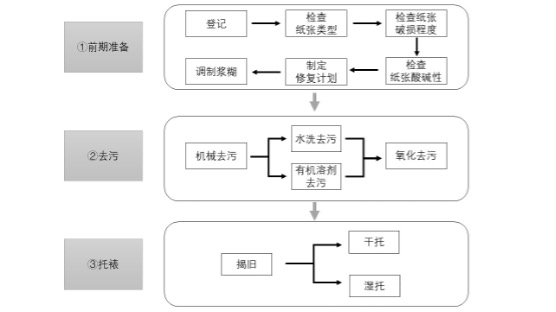 ①前期准备
登记
检查
纸张类型
检查纸张
破损程度
检查
纸张酸碱性
制定
修复计划
调制浆糊
②去污
机械去污
水洗去污
有机溶剂
去污
氧化去污
③托裱
揭旧
干托
湿托